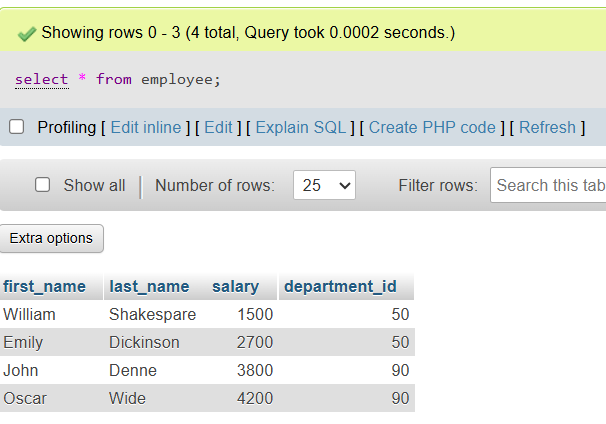 Showing rows 0 - 3 (4 total, Query took 0.0002 seconds.)
select * from employee;
Profiling [ Edit inline ] [ Edit ] [ Explain SQL ] [ Create PHP code ] [ Refresh ]
Show all | Number of rows: 25 Filter rows: Search this tab
Extra options
first_name last_name salary department_id
William Shakespare 1500 50
Emily Dickinson 2700 50
John Denne 3800 90
Oscar Wide 4200 90